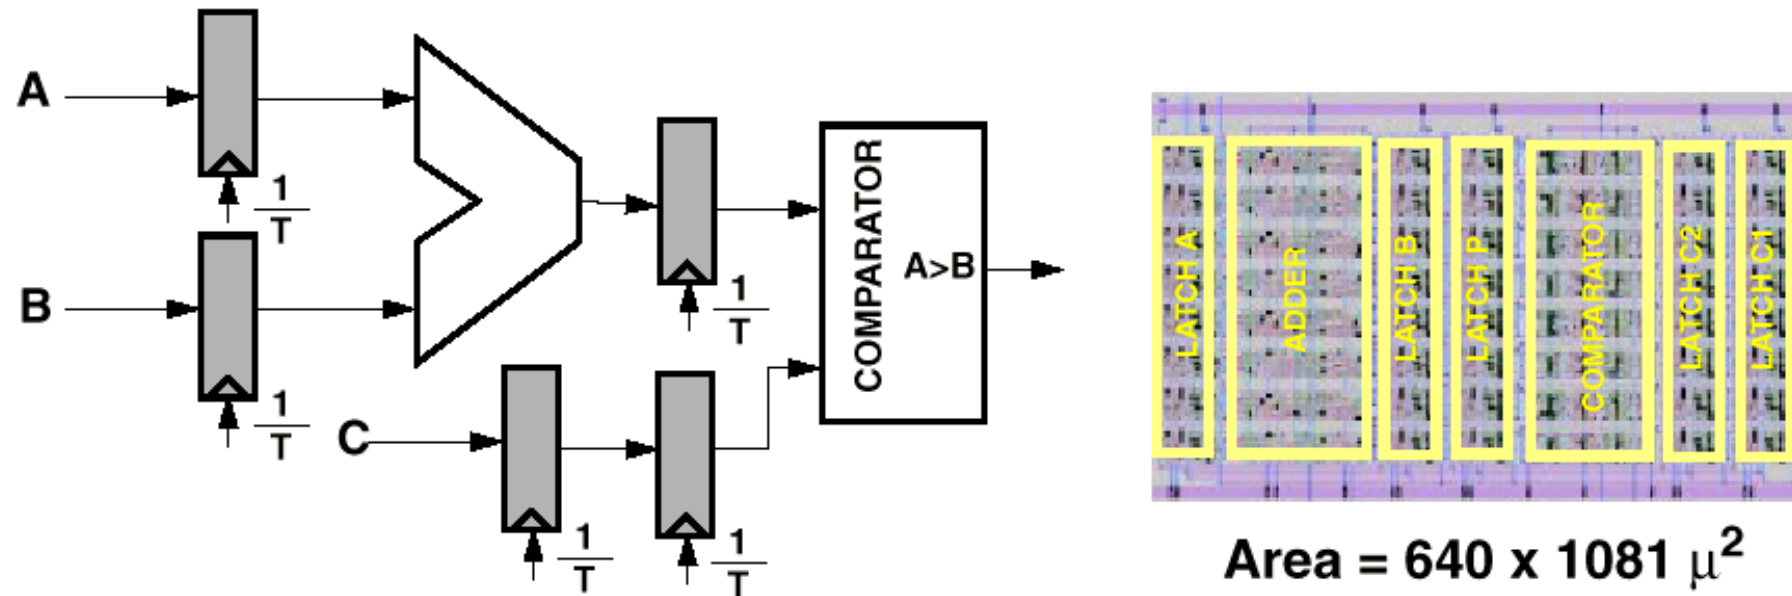 A
1
T
B
1
T
C
1
T
1
T
1
T
COMPARATOR
A>B
LATCH A
ADDER
LATCH B
LATCH P
COMPARATOR
LATCH C2
LATCH C1
Area = 640 x 1081 μ²